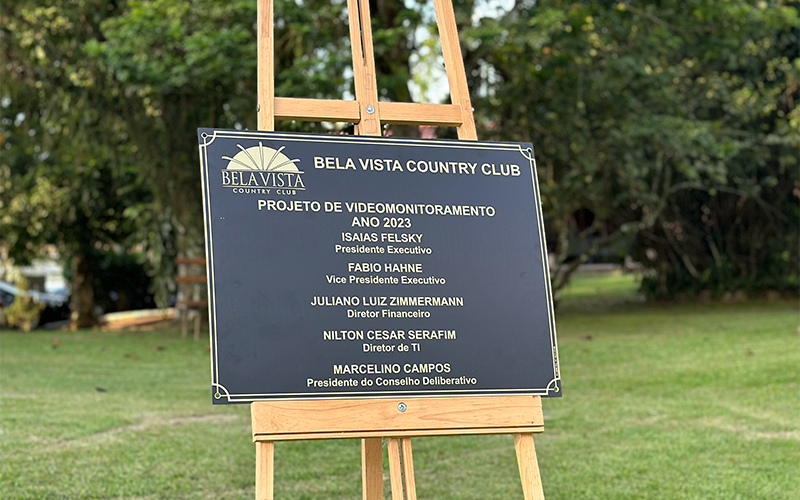 BELA VISTA
COUNTRY CLUB
BELA VISTA COUNTRY CLUB
PROJETO DE VIDEOMONITORAMENTO
ANO 2023
ISAIAS FELSKY
Presidente Executivo
FABIO HAHNE
Vice Presidente Executivo
JULIANO LUIZ ZIMMERMANN
Diretor Financeiro
NILTON CESAR SERAFIM
Diretor de TI
MARCELINO CAMPOS
Presidente do Conselho Deliberativo